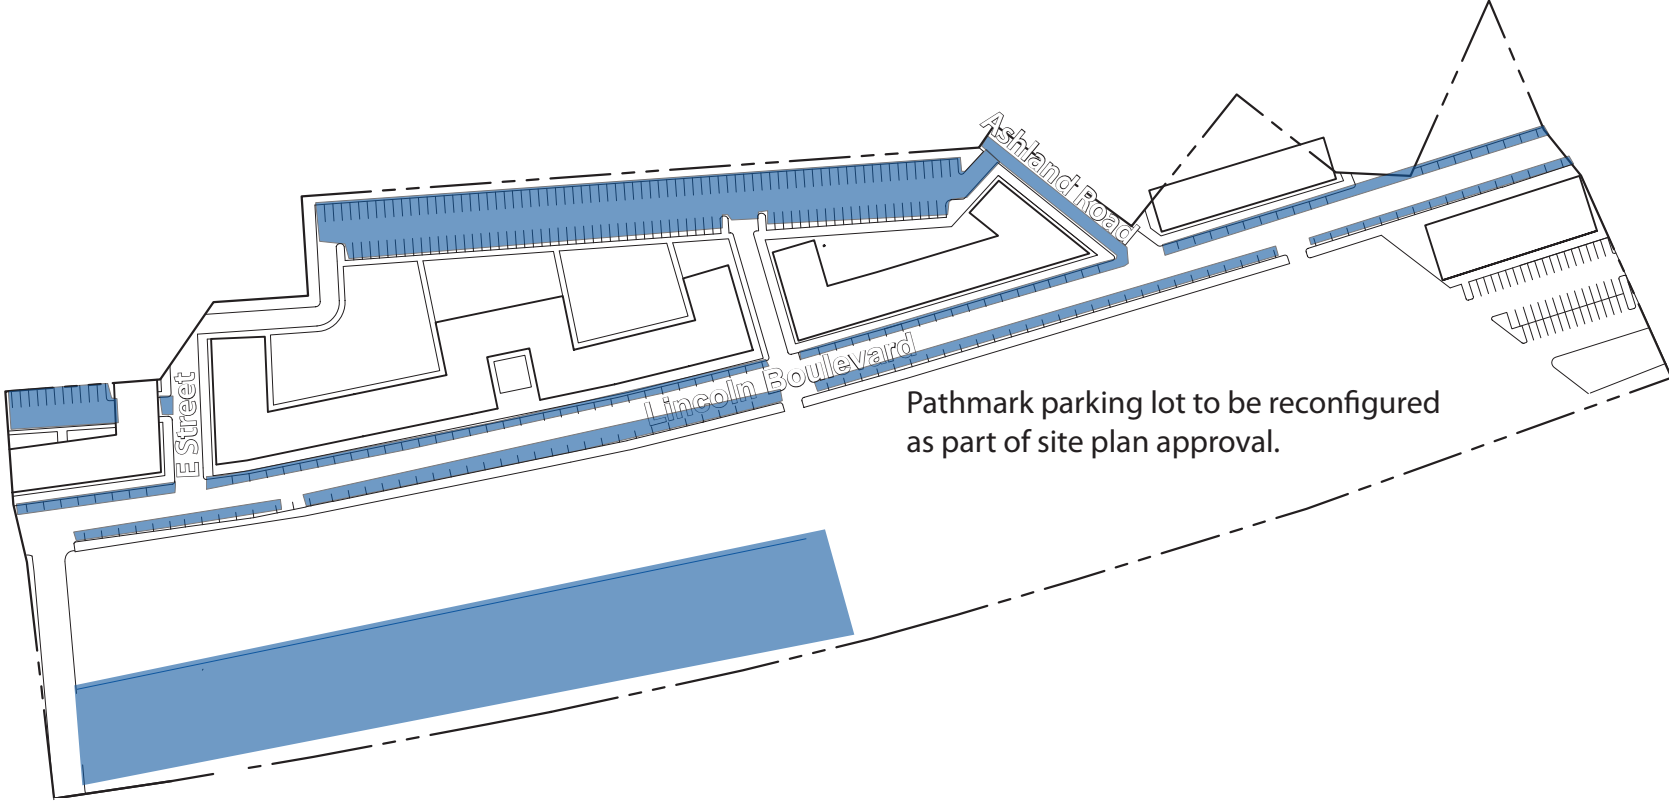 Ashland Road
E Street
Lincoln Boulevard
Pathmark parking lot to be reconfigured
as part of site plan approval.